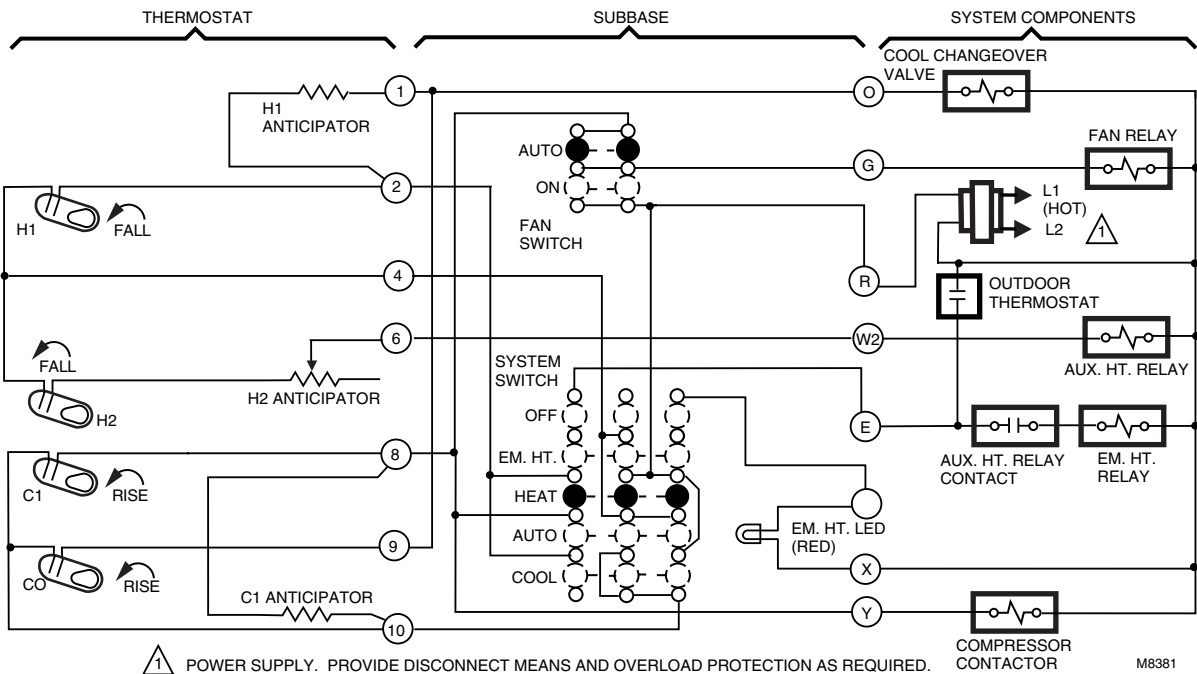 THERMOSTAT
SUBBASE
SYSTEM COMPONENTS
COOL CHANGEOVER
VALVE
1
O
H1
ANTICIPATOR
FAN RELAY
AUTO
G
2
ON
L1
(HOT)
L2
1
H1
FALL
FAN
SWITCH
4
R
OUTDOOR
THERMOSTAT
6
W2
FALL
SYSTEM
SWITCH
AUX. HT. RELAY
H2 ANTICIPATOR
H2
OFF
E
8
EM. HT.
AUX. HT. RELAY
CONTACT
EM. HT.
RELAY
C1
RISE
HEAT
EM. HT. LED
(RED)
AUTO
9
CO
RISE
COOL
X
C1 ANTICIPATOR
Y
10
COMPRESSOR
CONTACTOR
1 POWER SUPPLY. PROVIDE DISCONNECT MEANS AND OVERLOAD PROTECTION AS REQUIRED.
M8381